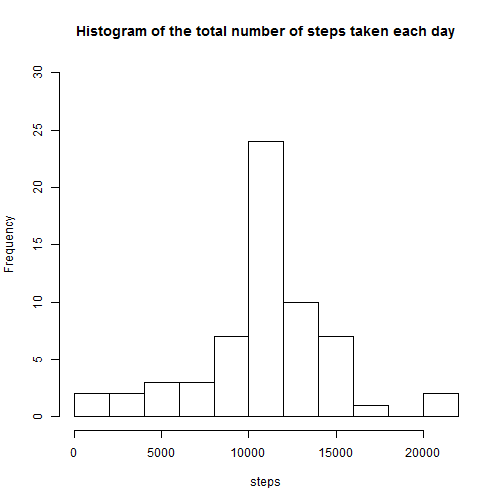 Histogram of the total number of steps taken each day
30
25
20
15
10
5
0
Frequency
0 5000 10000 15000 20000
steps